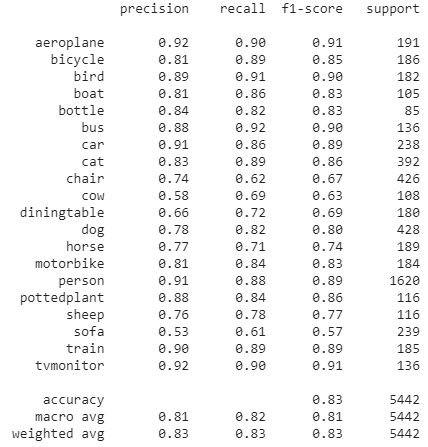 precision recall f1-score support
aeroplane 0.92 0.90 0.91 191
bicycle 0.81 0.89 0.85 186
bird 0.89 0.91 0.90 182
boat 0.81 0.86 0.83 105
bottle 0.84 0.82 0.83 85
bus 0.88 0.92 0.90 136
car 0.91 0.86 0.89 238
cat 0.83 0.89 0.86 392
chair 0.74 0.62 0.67 426
cow 0.58 0.69 0.63 108
diningtable 0.66 0.72 0.69 180
dog 0.78 0.82 0.80 428
horse 0.77 0.71 0.74 189
motorbike 0.81 0.84 0.83 184
person 0.91 0.88 0.89 1620
pottedplant 0.88 0.84 0.86 116
sheep 0.76 0.78 0.77 116
sofa 0.53 0.61 0.57 239
train 0.90 0.89 0.89 185
tvmonitor 0.92 0.90 0.91 136
accuracy 0.83 5442
macro avg 0.81 0.82 0.81 5442
weighted avg 0.83 0.83 0.83 5442